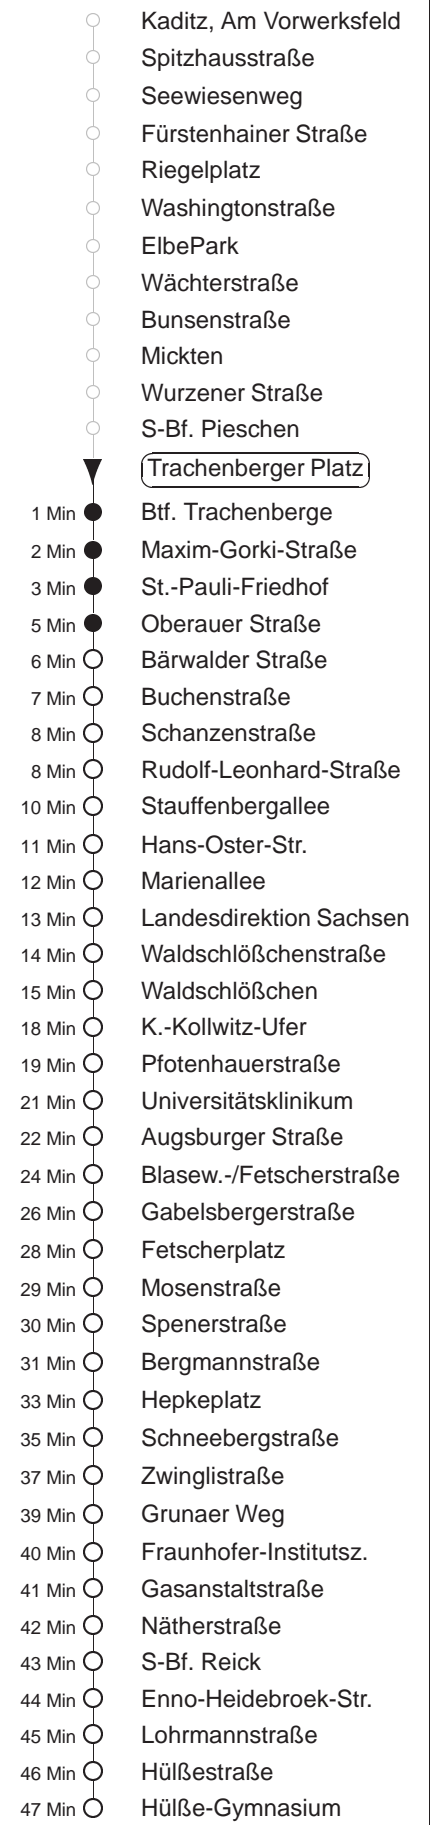 Kaditz, Am Vorwerksfeld
Spitzhausstraße
Seewiesenweg
Fürstenhainer Straße
Riegelplatz
Washingtonstraße
ElbePark
Wächterstraße
Bunsenstraße
Mickten
Wurzener Straße
S-Bf. Pieschen
Trachenberger Platz
1 Min Btf. Trachenberge
2 Min Maxim-Gorki-Straße
3 Min St.-Pauli-Friedhof
5 Min Oberauer Straße
6 Min Bärwalder Straße
7 Min Buchenstraße
8 Min Schanzenstraße
8 Min Rudolf-Leonhard-Straße
10 Min Stauffenbergallee
11 Min Hans-Oster-Str.
12 Min Marienallee
13 Min Landesdirektion Sachsen
14 Min Waldschlößchenstraße
15 Min Waldschlößchen
18 Min K.-Kollwitz-Ufer
19 Min Pfotenhauerstraße
21 Min Universitätsklinikum
22 Min Augsburger Straße
24 Min Blasew.-/Fetscherstraße
26 Min Gabelsbergerstraße
28 Min Fetscherplatz
29 Min Mosenstraße
30 Min Spenerstraße
31 Min Bergmannstraße
33 Min Hepkeplatz
35 Min Schneebergstraße
37 Min Zwinglistraße
39 Min Grunaer Weg
40 Min Fraunhofer-Institutsz.
41 Min Gasanstaltstraße
42 Min Nätherstraße
43 Min S-Bf. Reick
44 Min Enno-Heidebroek-Str.
45 Min Lohrmannstraße
46 Min Hülßestraße
47 Min Hülße-Gymnasium